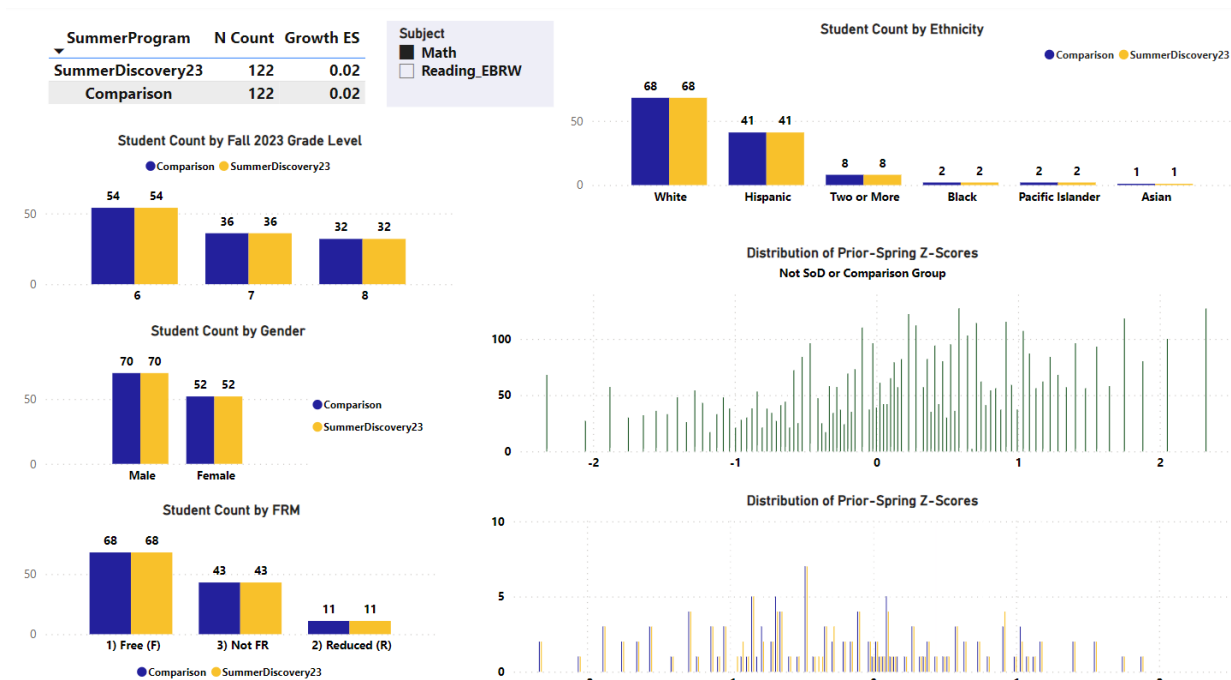 SummerProgram N Count Growth ES
SummerDiscovery23 122 0.02
Comparison 122 0.02
Subject
Math
Reading_EBRW
Student Count by Fall 2023 Grade Level
Comparison SummerDiscovery23
54 54
36 36
32 32
50
0
6 7 8
Student Count by Gender
70 70
52 52
50
0
Male Female
Comparison
SummerDiscovery23
Student Count by FRM
68 68
43 43
11 11
50
0
1) Free (F) 3) Not FR 2) Reduced (R)
Comparison SummerDiscovery23
Student Count by Ethnicity
Comparison SummerDiscovery23
68 68
41 41
8 8
2 2
2 2
1 1
50
0
White Hispanic Two or More Black Pacific Islander Asian
Distribution of Prior-Spring Z-Scores
Not SoD or Comparison Group
100
50
0
-2 -1 0 1 2
Distribution of Prior-Spring Z-Scores
10
5
0